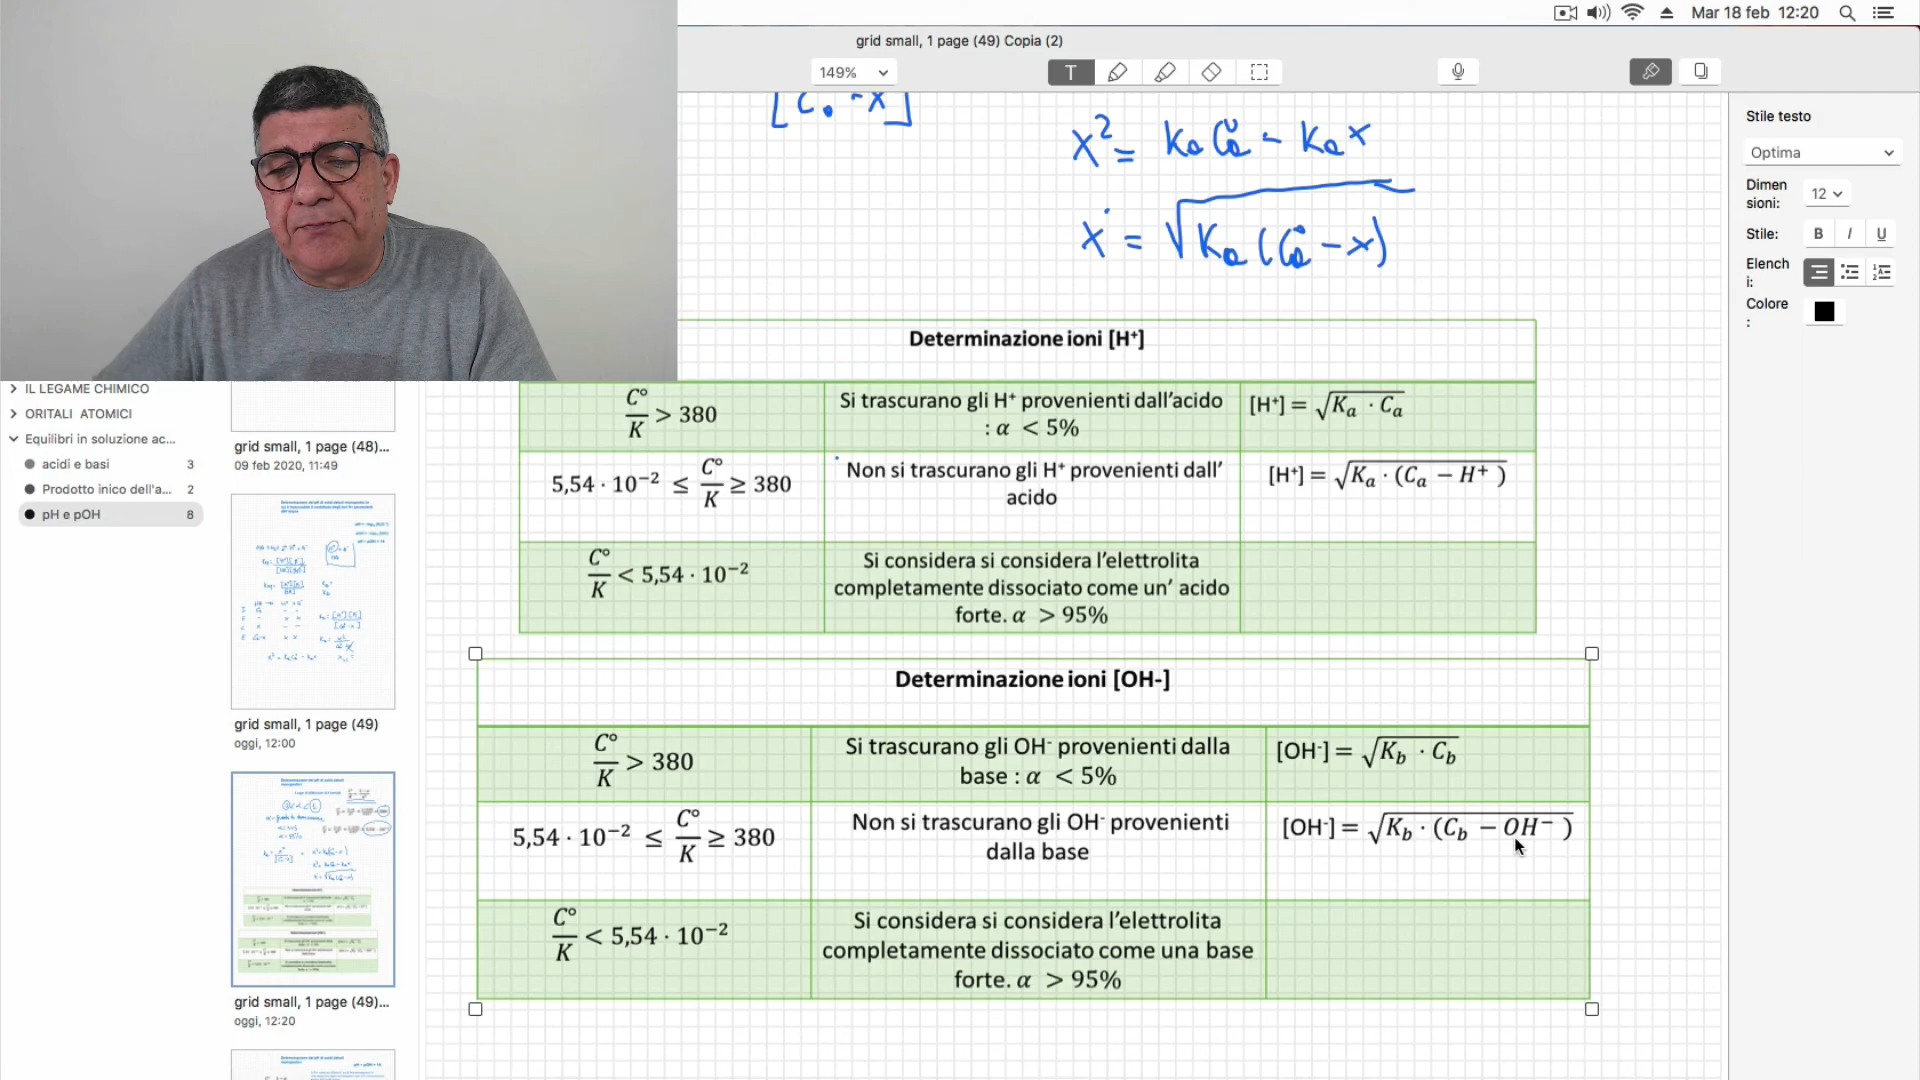 Mar 18 feb 12:20
grid small, 1 page (49) Copia (2)
149%
T
Stile testo
Optima
Dimen
sioni:
12
Stile:
B I U
Elench
i:
Colore
:
[C. - x]
x² = Ka C°a - Ka x
x = √Ka (C°a - x)
Determinazione ioni [H⁺]
C°/K > 380
Si trascurano gli H⁺ provenienti dall'acido
: α < 5%
[H⁺] = √Kₐ · Cₐ
5,54 · 10⁻² ≤ C°/K ≥ 380
Non si trascurano gli H⁺ provenienti dall'
acido
[H⁺] = √Kₐ · (Cₐ − H⁺ )
C°/K < 5,54 · 10⁻²
Si considera si considera l'elettrolita
completamente dissociato come un' acido
forte. α > 95%
Determinazione ioni [OH-]
C°/K > 380
Si trascurano gli OH⁻ provenienti dalla
base : α < 5%
[OH⁻] = √K_b · C_b
5,54 · 10⁻² ≤ C°/K ≥ 380
Non si trascurano gli OH⁻ provenienti
dalla base
[OH⁻] = √K_b · (C_b − OH⁻ )
C°/K < 5,54 · 10⁻²
Si considera si considera l'elettrolita
completamente dissociato come una base
forte. α > 95%
IL LEGAME CHIMICO
ORITALI ATOMICI
Equilibri in soluzione ac...
acidi e basi 3
Prodotto inico dell'a... 2
pH e pOH 8
grid small, 1 page (48)...
09 feb 2020, 11:49
grid small, 1 page (49)
oggi, 12:00
grid small, 1 page (49)...
oggi, 12:20